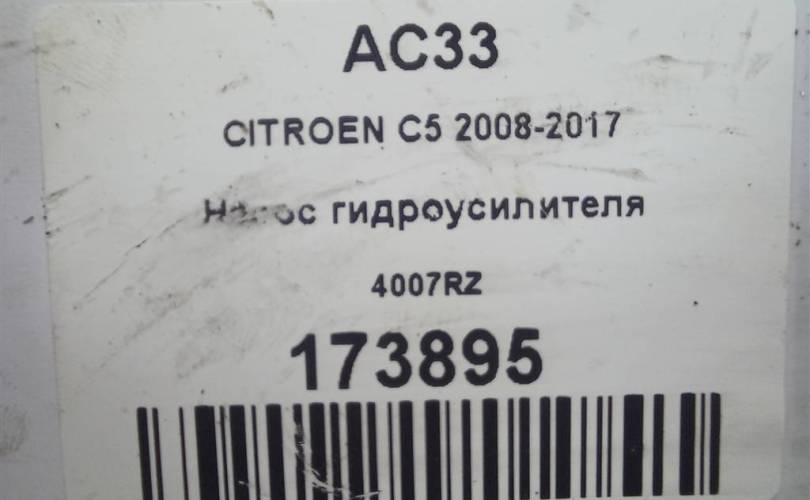 AC33
CITROEN C5 2008-2017
Насос гидроусилителя
4007RZ
173895